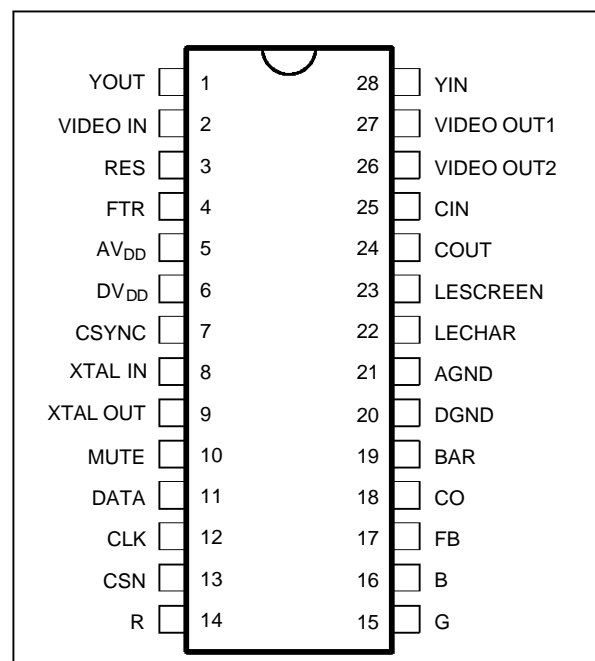 YOUT 1 28 YIN
VIDEO IN 2 27 VIDEO OUT1
RES 3 26 VIDEO OUT2
FTR 4 25 CIN
AVDD 5 24 COUT
DVDD 6 23 LESCREEN
CSYNC 7 22 LECHAR
XTAL IN 8 21 AGND
XTAL OUT 9 20 DGND
MUTE 10 19 BAR
DATA 11 18 CO
CLK 12 17 FB
CSN 13 16 B
R 14 15 G